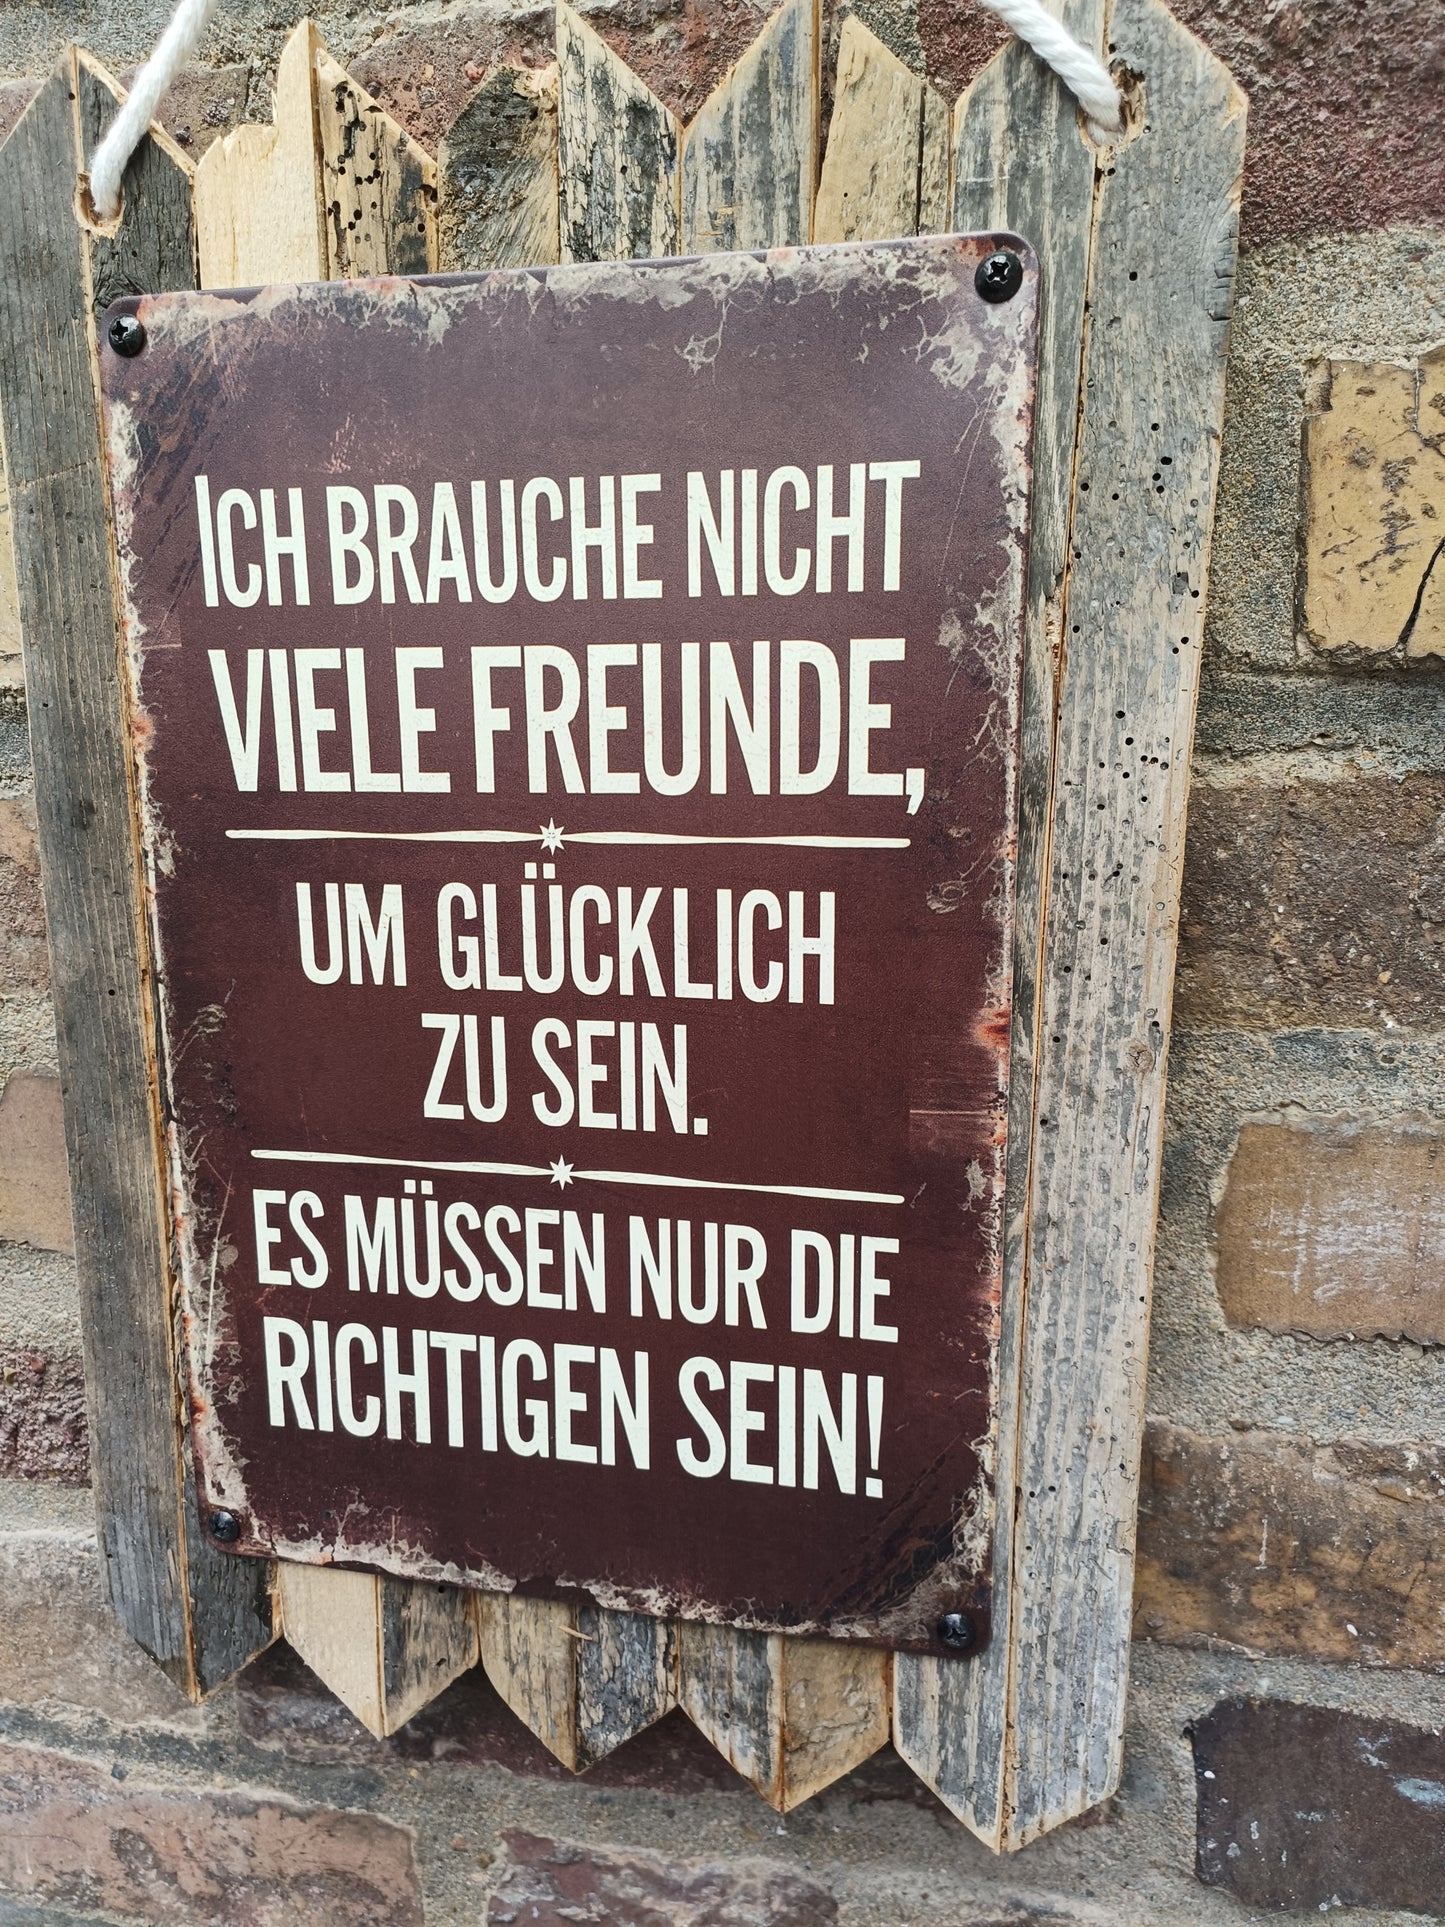 ICH BRAUCHE NICHT
VIELE FREUNDE,
UM GLÜCKLICH
ZU SEIN.
ES MÜSSEN NUR DIE
RICHTIGEN SEIN!